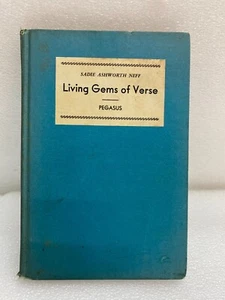 SADIE ASHWORTH NEFF
Living Gems of Verse
PEGASUS